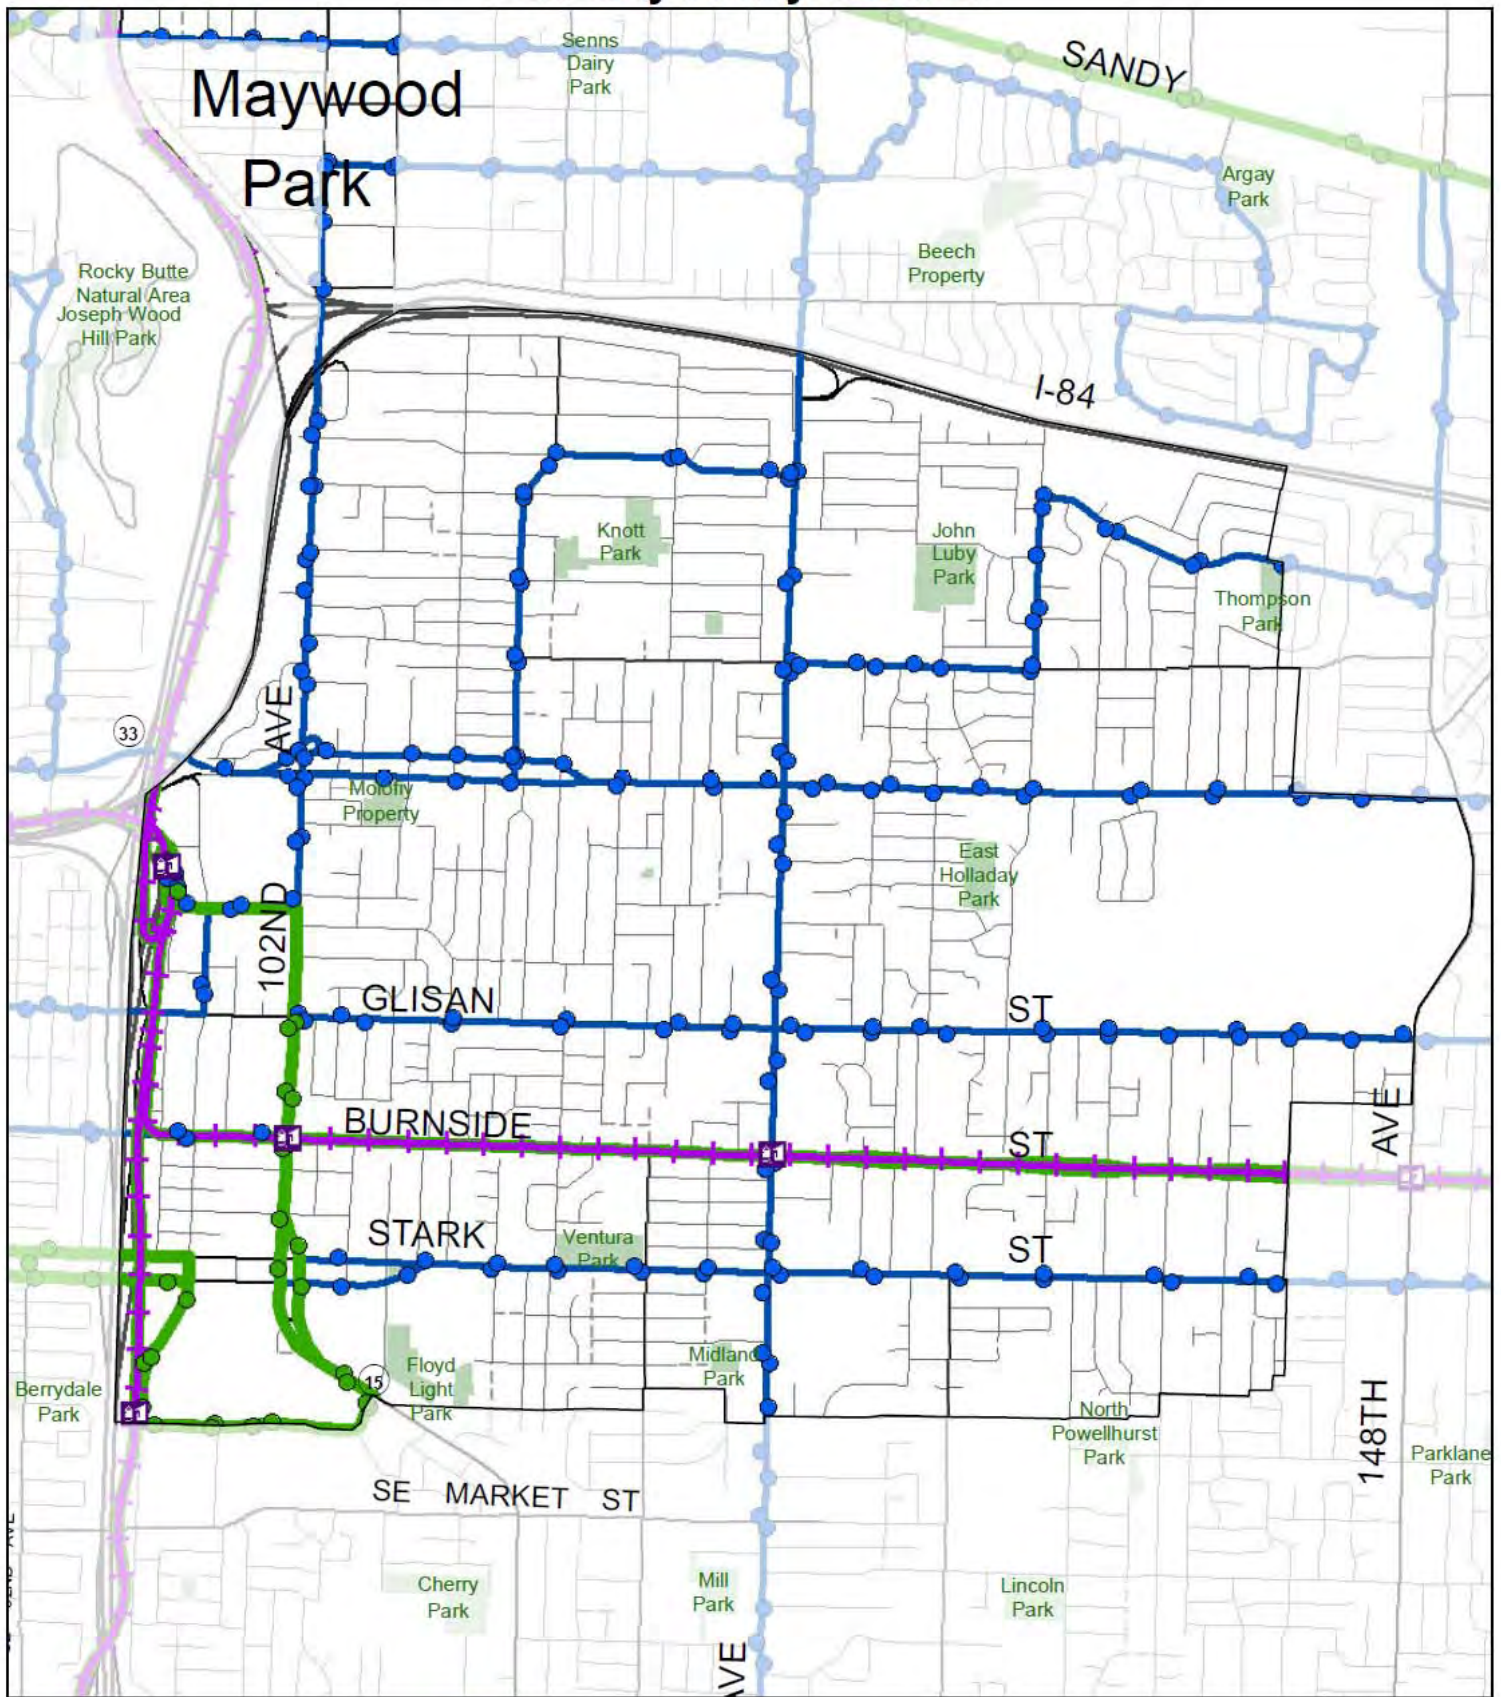 Senns
Dairy
Park
SANDY
Maywood
Park
Argay
Park
Beech
Property
Rocky Butte
Natural Area
Joseph Wood
Hill Park
I-84
Knott
Park
John
Luby
Park
Thompson
Park
AVE
33
Molofiy
Property
East
Holladay
Park
102ND
GLISAN
ST
BURNSIDE
ST
AVE
STARK
ST
Ventura
Park
Midland
Park
15
Floyd
Light
Park
Berrydale
Park
North
Powellhurst
Park
148TH
Parklane
Park
SE MARKET ST
Cherry
Park
Mill
Park
Lincoln
Park
AVE